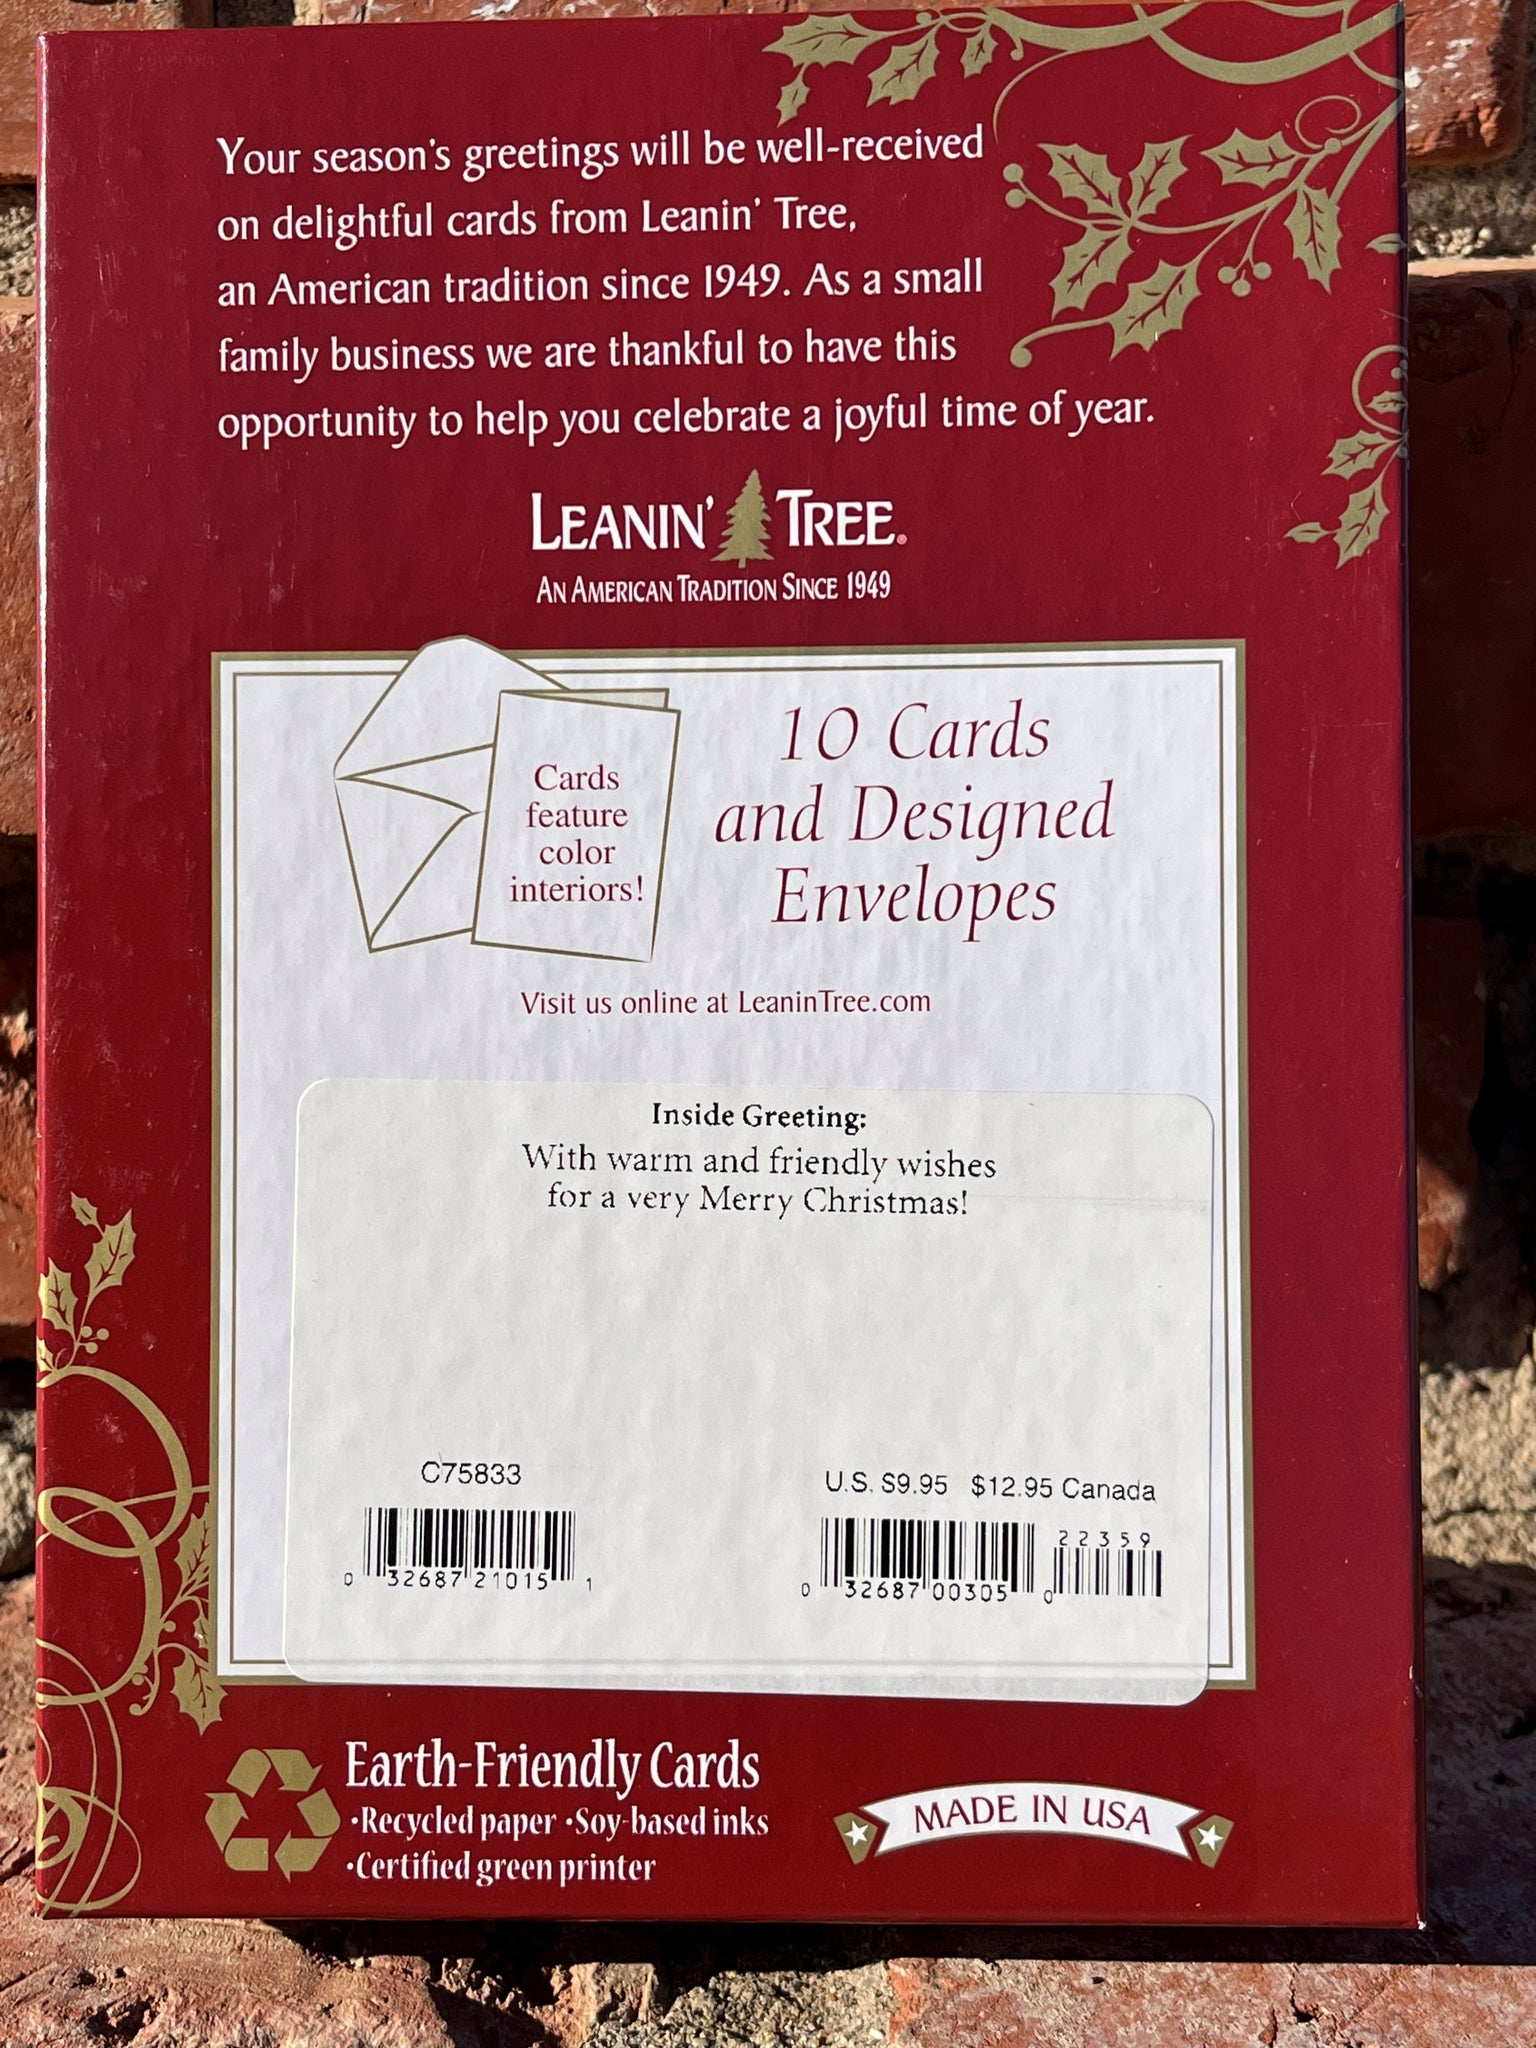 Your season's greetings will be well-received
on delightful cards from Leanin' Tree,
an American tradition since 1949. As a small
family business we are thankful to have this
opportunity to help you celebrate a joyful time of year.
LEANIN' TREE®
AN AMERICAN TRADITION SINCE 1949
Cards
feature
color
interiors!
10 Cards
and Designed
Envelopes
Visit us online at LeaninTree.com
Inside Greeting:
With warm and friendly wishes
for a very Merry Christmas!
C75833
0 32687 21015 1
U.S. $9.95 $12.95 Canada
22359
0 32687 00305 0
Earth-Friendly Cards
•Recycled paper •Soy-based inks
•Certified green printer
MADE IN USA